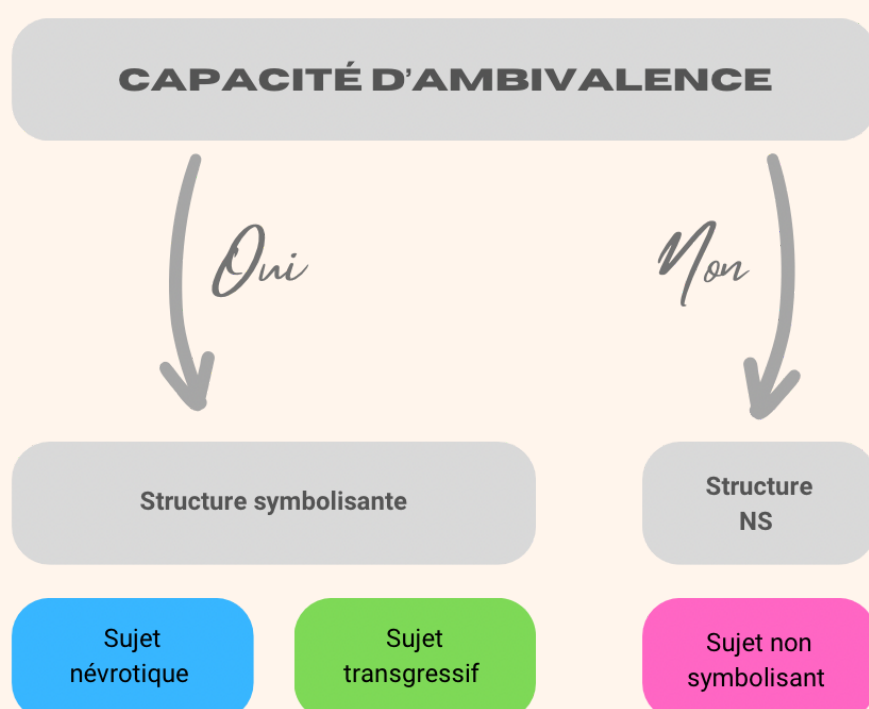 CAPACITÉ D'AMBIVALENCE
Oui
Non
Structure symbolisante
Structure
NS
Sujet
névrotique
Sujet
transgressif
Sujet non
symbolisant